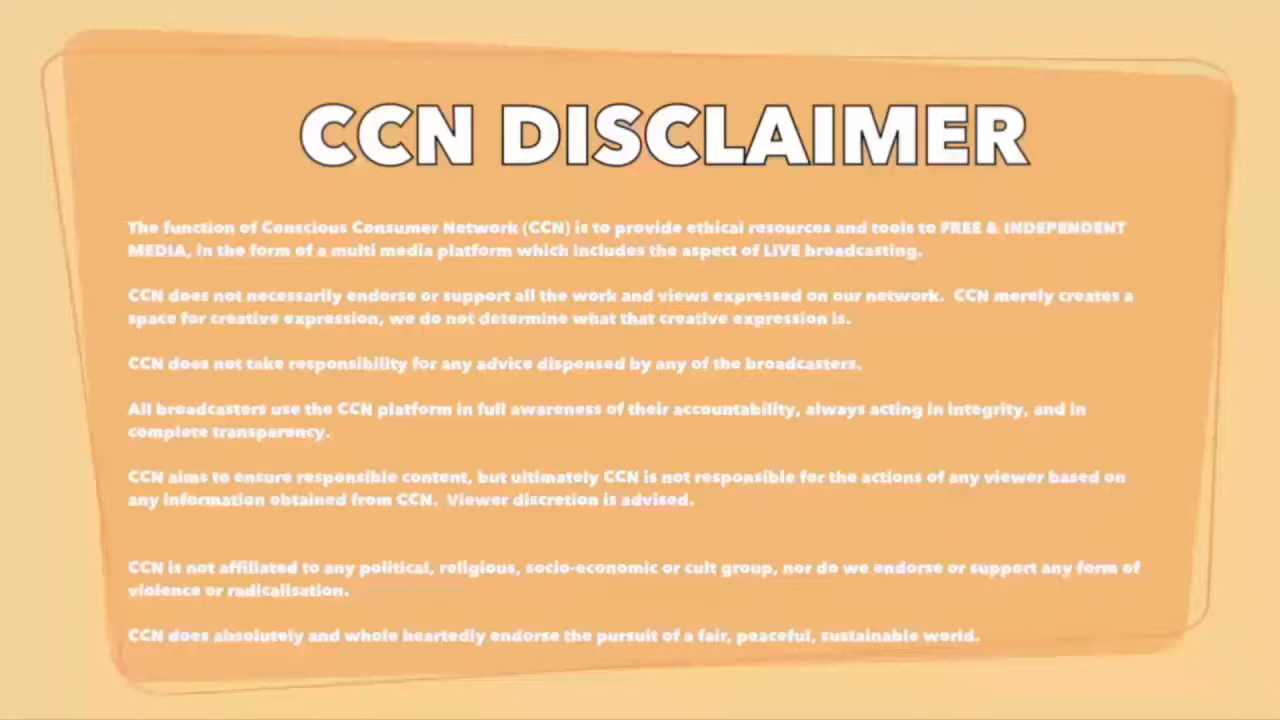 CCN DISCLAIMER
The function of Conscious Consumer Network (CCN) is to provide ethical resources and tools to FREE & INDEPENDENT
MEDIA, in the form of a multi media platform which includes the aspect of LIVE broadcasting.
CCN does not necessarily endorse or support all the work and views expressed on our network.  CCN merely creates a
space for creative expression, we do not determine what that creative expression is.
CCN does not take responsibility for any advice dispensed by any of the broadcasters.
All broadcasters use the CCN platform in full awareness of their accountability, always acting in integrity, and in
complete transparency.
CCN aims to ensure responsible content, but ultimately CCN is not responsible for the actions of any viewer based on
any information obtained from CCN.  Viewer discretion is advised.
CCN is not affiliated to any political, religious, socio-economic or cult group, nor do we endorse or support any form of
violence or radicalisation.
CCN does absolutely and whole heartedly endorse the pursuit of a fair, peaceful, sustainable world.